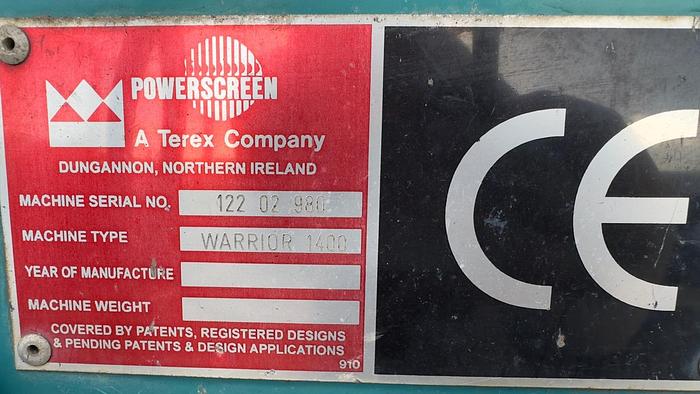 POWERSCREEN
A Terex Company
DUNGANNON, NORTHERN IRELAND
MACHINE SERIAL NO. 122 02 980
MACHINE TYPE WARRIOR 1400
YEAR OF MANUFACTURE
MACHINE WEIGHT
COVERED BY PATENTS, REGISTERED DESIGNS
& PENDING PATENTS & DESIGN APPLICATIONS
910
CE